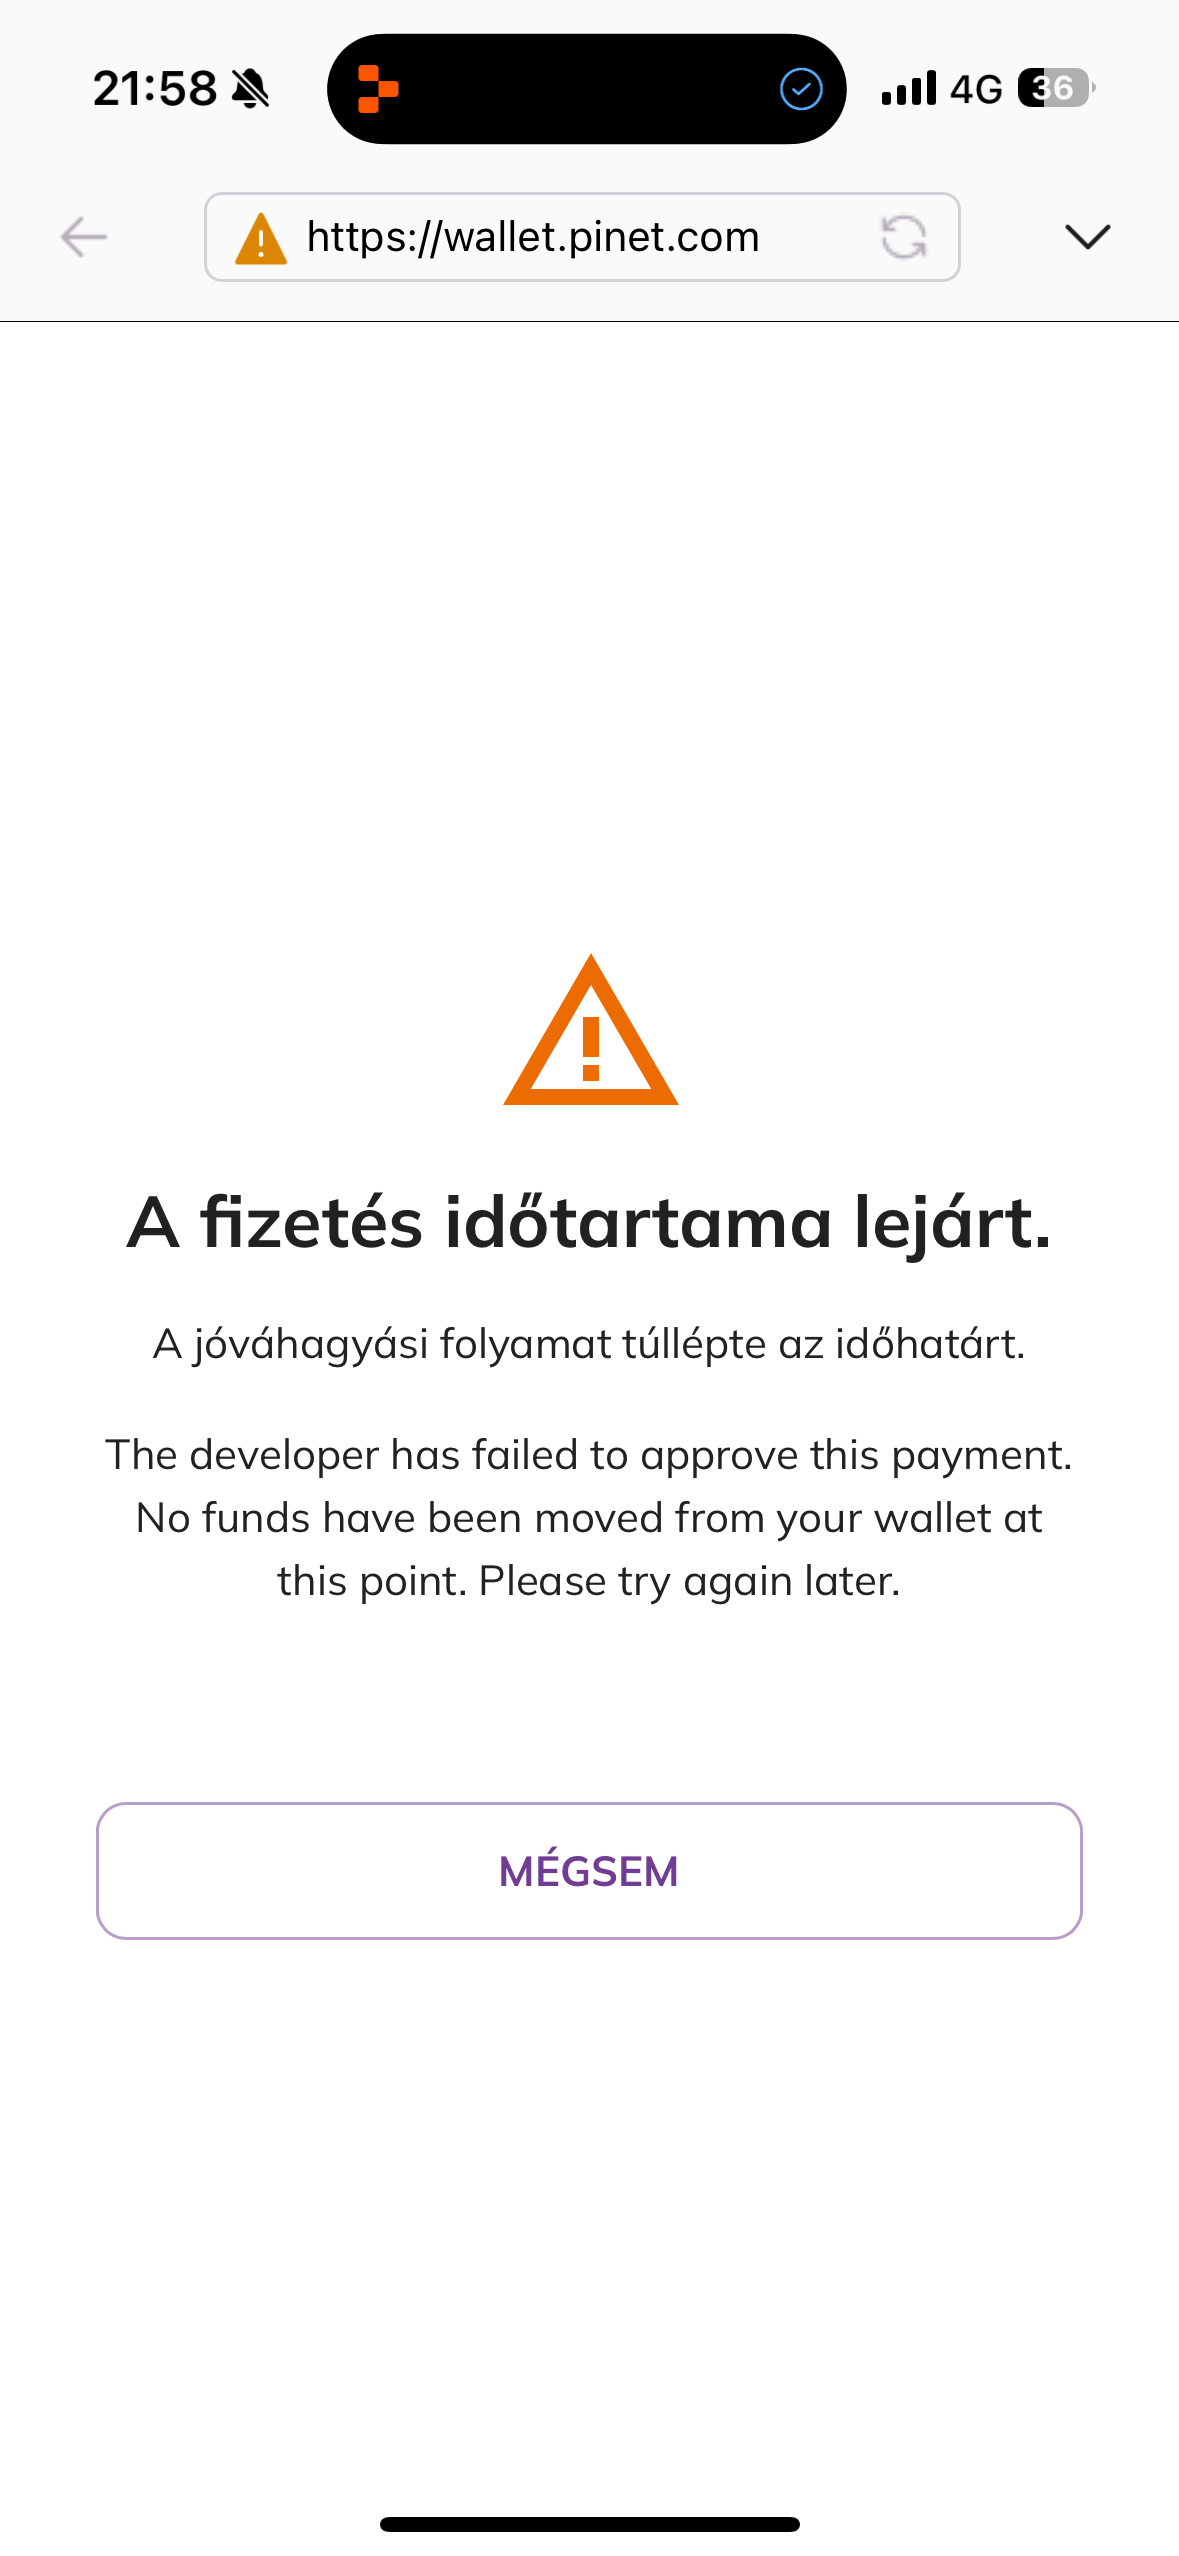 21:58 4G 36
https://wallet.pinet.com
A fizetés időtartama lejárt.
A jóváhagyási folyamat túllépte az időhatárt.
The developer has failed to approve this payment.
No funds have been moved from your wallet at
this point. Please try again later.
MÉGSEM